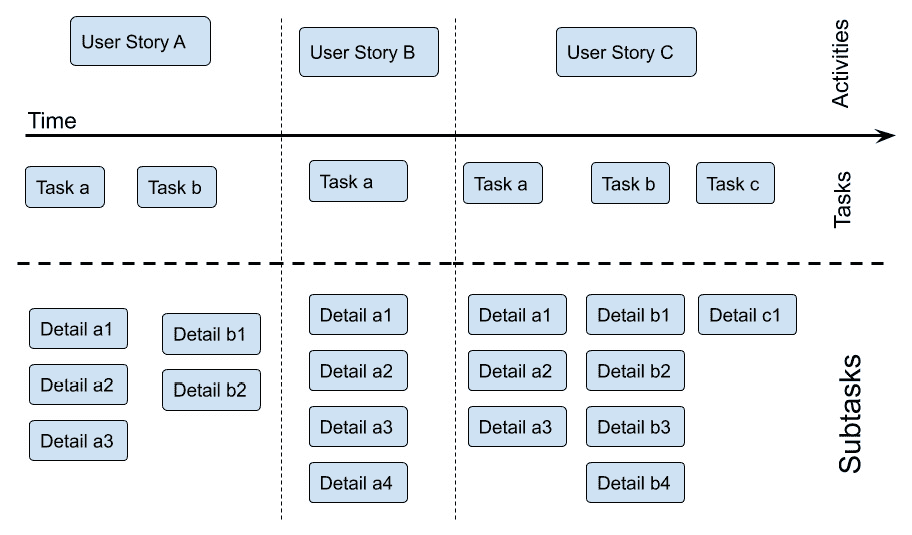 User Story A
User Story B
User Story C
Activities
Time
Task a
Task b
Task a
Task a
Task b
Task c
Tasks
Detail a1
Detail a2
Detail a3
Detail b1
Detail b2
Detail a1
Detail a2
Detail a3
Detail a4
Detail a1
Detail a2
Detail a3
Detail b1
Detail b2
Detail b3
Detail b4
Detail c1
Subtasks